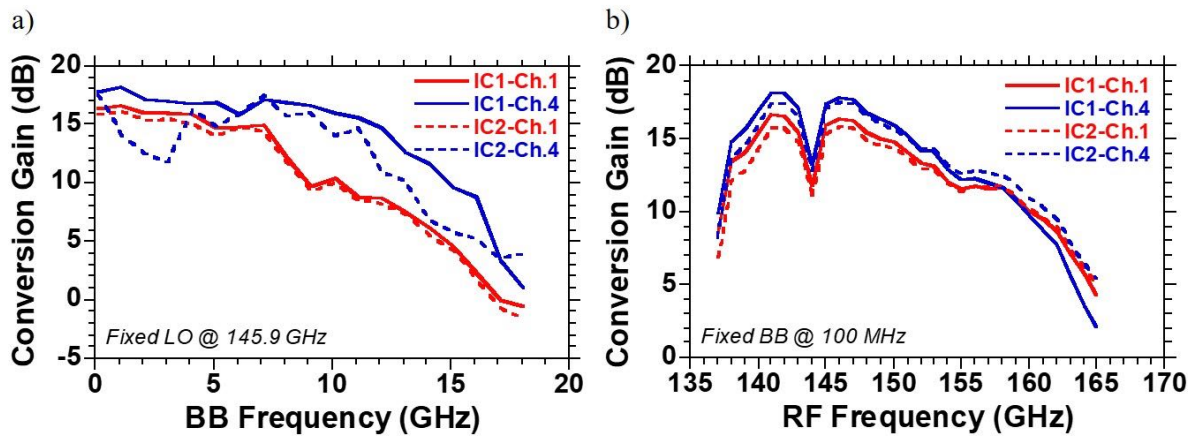 a)
Conversion Gain (dB)
20
15
10
5
0
-5
IC1-Ch.1
IC1-Ch.4
IC2-Ch.1
IC2-Ch.4
Fixed LO @ 145.9 GHz
0 5 10 15 20
BB Frequency (GHz)
b)
Conversion Gain (dB)
20
15
10
5
0
IC1-Ch.1
IC1-Ch.4
IC2-Ch.1
IC2-Ch.4
Fixed BB @ 100 MHz
135 140 145 150 155 160 165 170
RF Frequency (GHz)